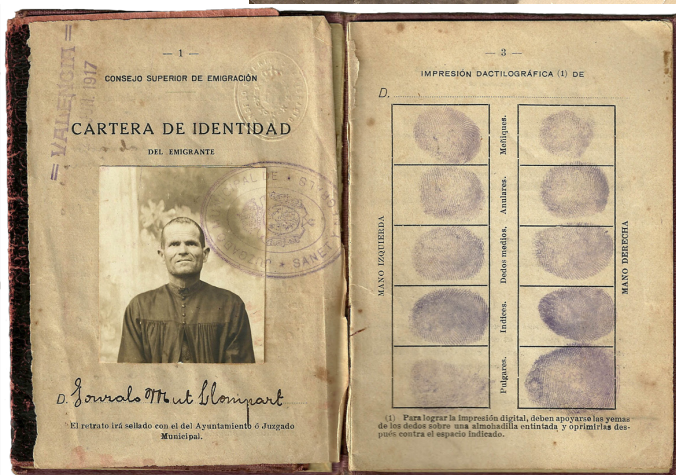 = VALENCIA =
1917
— 1 —
CONSEJO SUPERIOR DE EMIGRACIÓN
CARTERA DE IDENTIDAD
DEL EMIGRANTE
SANET
D. Gonzalo Mut Llompart
El retrato irá sellado con el del Ayuntamiento ó Juzgado
Municipal.
— 3 —
IMPRESIÓN DACTILOGRÁFICA (1) DE
D.
MANO IZQUIERDA
Meñiques.
Anulares.
Dedos medios.
Indices.
Pulgares.
MANO DERECHA
(1) Para lograr la impresión digital, deben apoyarse las yemas
de los dedos sobre una almohadilla entintada y oprimirlas des-
pués contra el espacio indicado.